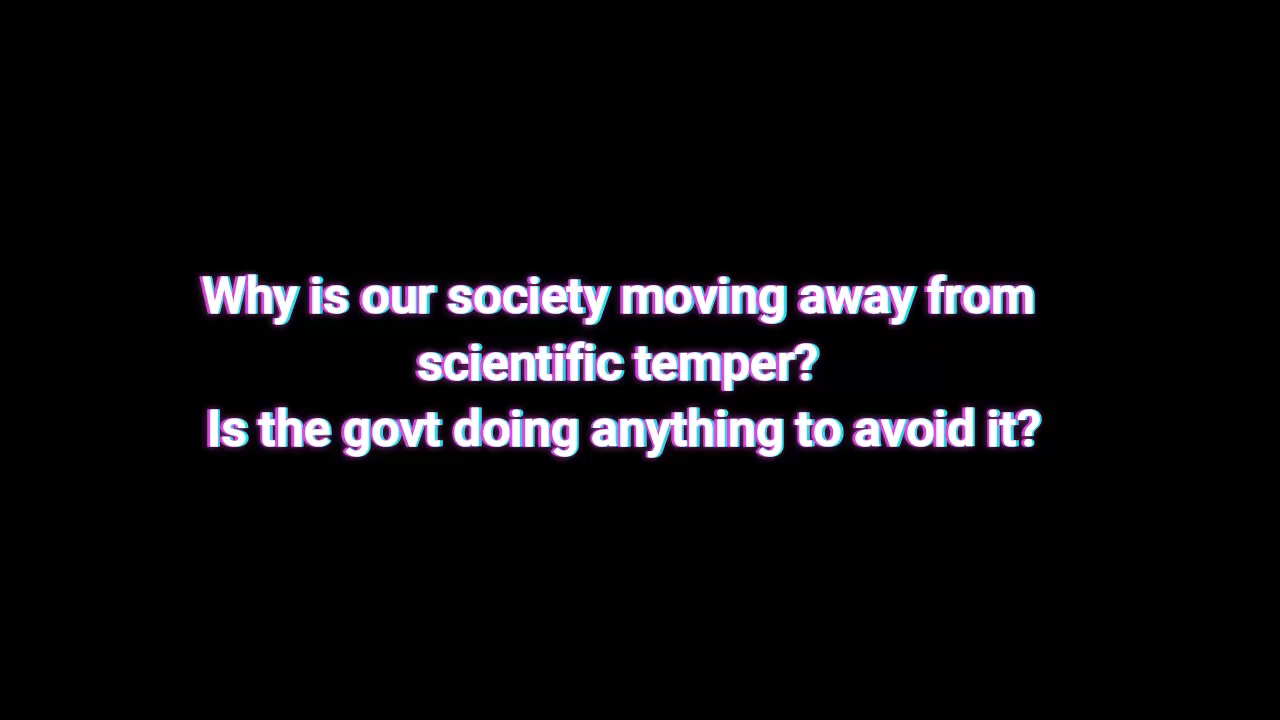 Why is our society moving away from
scientific temper?
Is the govt doing anything to avoid it?